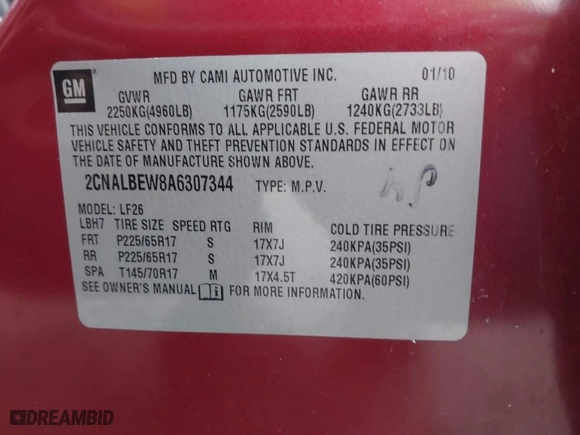 GM
MFD BY CAMI AUTOMOTIVE INC. 01/10
GVWR GAWR FRT GAWR RR
2250KG(4960LB) 1175KG(2590LB) 1240KG(2733LB)
THIS VEHICLE CONFORMS TO ALL APPLICABLE U.S. FEDERAL MOTOR
VEHICLE SAFETY AND THEFT PREVENTION STANDARDS IN EFFECT ON
THE DATE OF MANUFACTURE SHOWN ABOVE.
2CNALBEW8A6307344 TYPE: M.P.V.
MODEL: LF26
LBH7 TIRE SIZE SPEED RTG RIM COLD TIRE PRESSURE
FRT P225/65R17 S 17X7J 240KPA(35PSI)
RR P225/65R17 S 17X7J 240KPA(35PSI)
SPA T145/70R17 M 17X4.5T 420KPA(60PSI)
SEE OWNER'S MANUAL FOR MORE INFORMATION.
DREAMBID